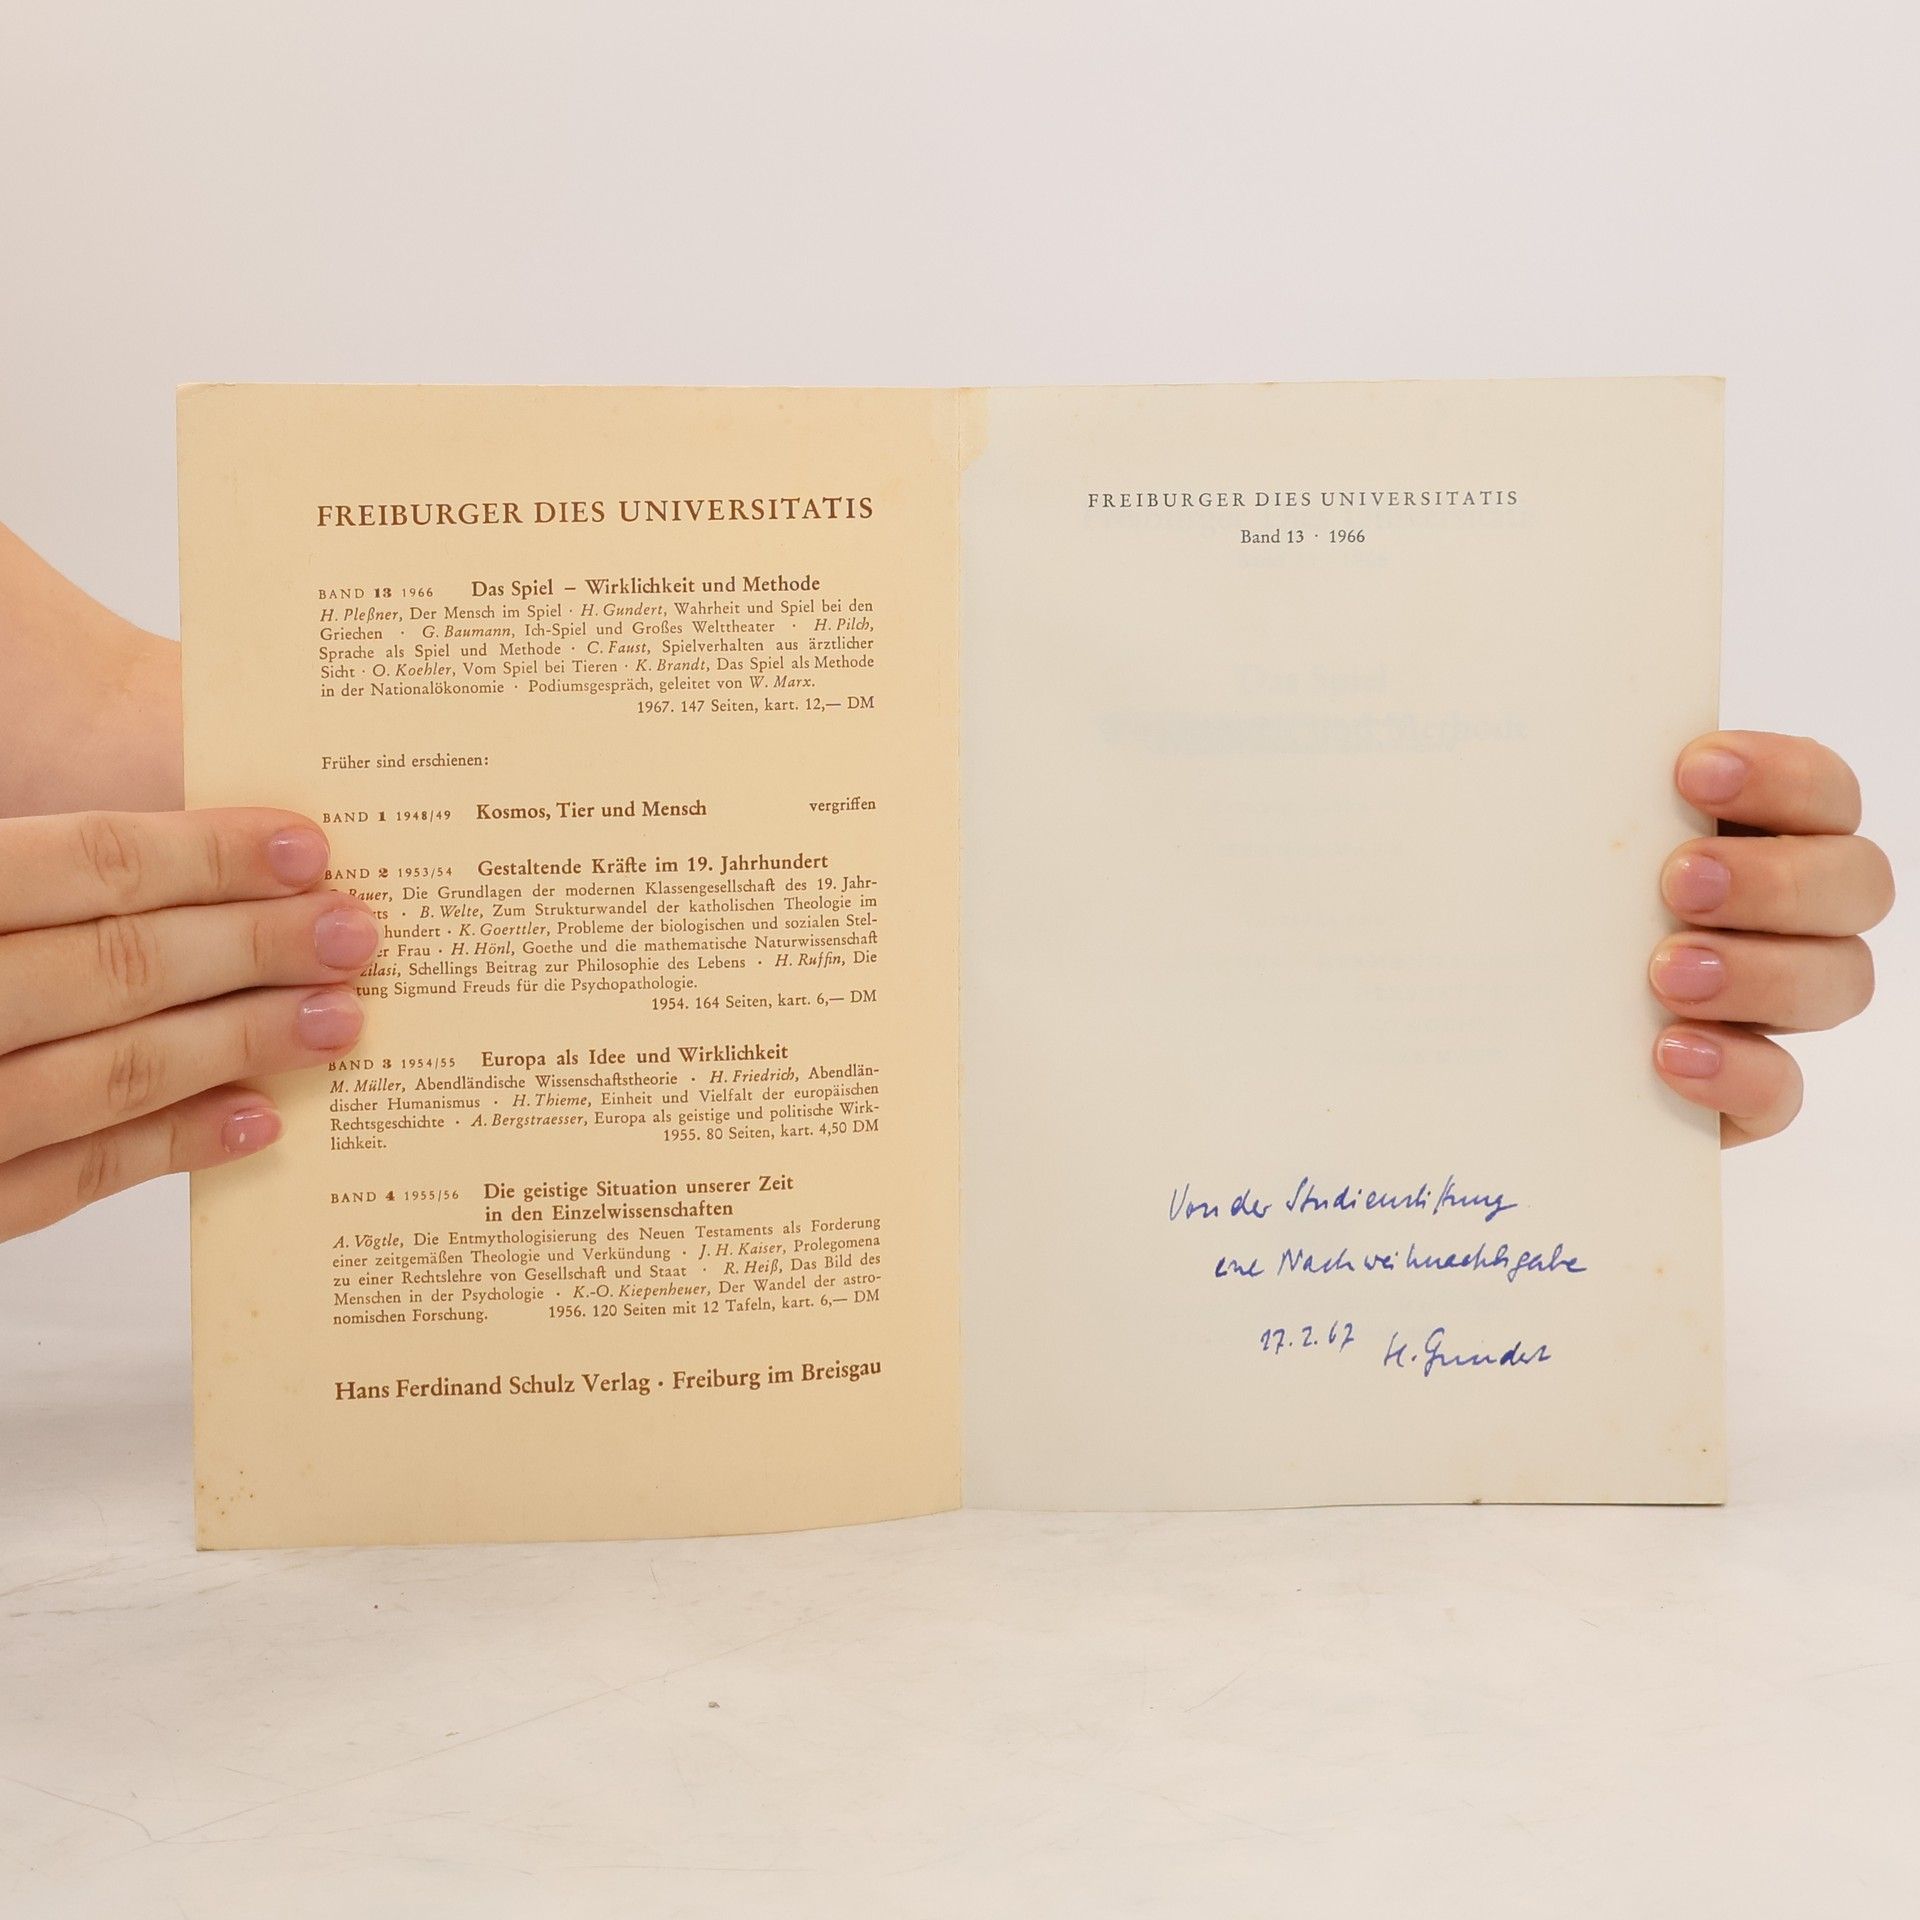 FREIBURGER DIES UNIVERSITATIS
BAND 13 1966 Das Spiel – Wirklichkeit und Methode
H. Pleßner, Der Mensch im Spiel · H. Gundert, Wahrheit und Spiel bei den
Griechen · G. Baumann, Ich-Spiel und Großes Welttheater · H. Pilch,
Sprache als Spiel und Methode · C. Faust, Spielverhalten aus ärztlicher
Sicht · O. Koehler, Vom Spiel bei Tieren · K. Brandt, Das Spiel als Methode
in der Nationalökonomie · Podiumsgespräch, geleitet von W. Marx.
1967. 147 Seiten, kart. 12,— DM
Früher sind erschienen:
BAND 1 1948/49 Kosmos, Tier und Mensch vergriffen
BAND 2 1953/54 Gestaltende Kräfte im 19. Jahrhundert
Bauer, Die Grundlagen der modernen Klassengesellschaft des 19. Jahr-
ts · B. Welte, Zum Strukturwandel der katholischen Theologie im
hundert · K. Goerttler, Probleme der biologischen und sozialen Stel-
er Frau · H. Hönl, Goethe und die mathematische Naturwissenschaft
zilasi, Schellings Beitrag zur Philosophie des Lebens · H. Ruffin, Die
tung Sigmund Freuds für die Psychopathologie.
1954. 164 Seiten, kart. 6,— DM
BAND 3 1954/55 Europa als Idee und Wirklichkeit
M. Müller, Abendländische Wissenschaftstheorie · H. Friedrich, Abendlän-
discher Humanismus · H. Thieme, Einheit und Vielfalt der europäischen
Rechtsgeschichte · A. Bergstraesser, Europa als geistige und politische Wirk-
lichkeit. 1955. 80 Seiten, kart. 4,50 DM
BAND 4 1955/56 Die geistige Situation unserer Zeit
in den Einzelwissenschaften
A. Vögtle, Die Entmythologisierung des Neuen Testaments als Forderung
einer zeitgemäßen Theologie und Verkündung · J. H. Kaiser, Prolegomena
zu einer Rechtslehre von Gesellschaft und Staat · R. Heiß, Das Bild des
Menschen in der Psychologie · K.-O. Kiepenheuer, Der Wandel der astro-
nomischen Forschung. 1956. 120 Seiten mit 12 Tafeln, kart. 6,— DM
Hans Ferdinand Schulz Verlag · Freiburg im Breisgau
FREIBURGER DIES UNIVERSITATIS
Band 13 · 1966
Von der Studienstiftung
eine Nachweihnachtsgabe
17.2.67 H. Gundert